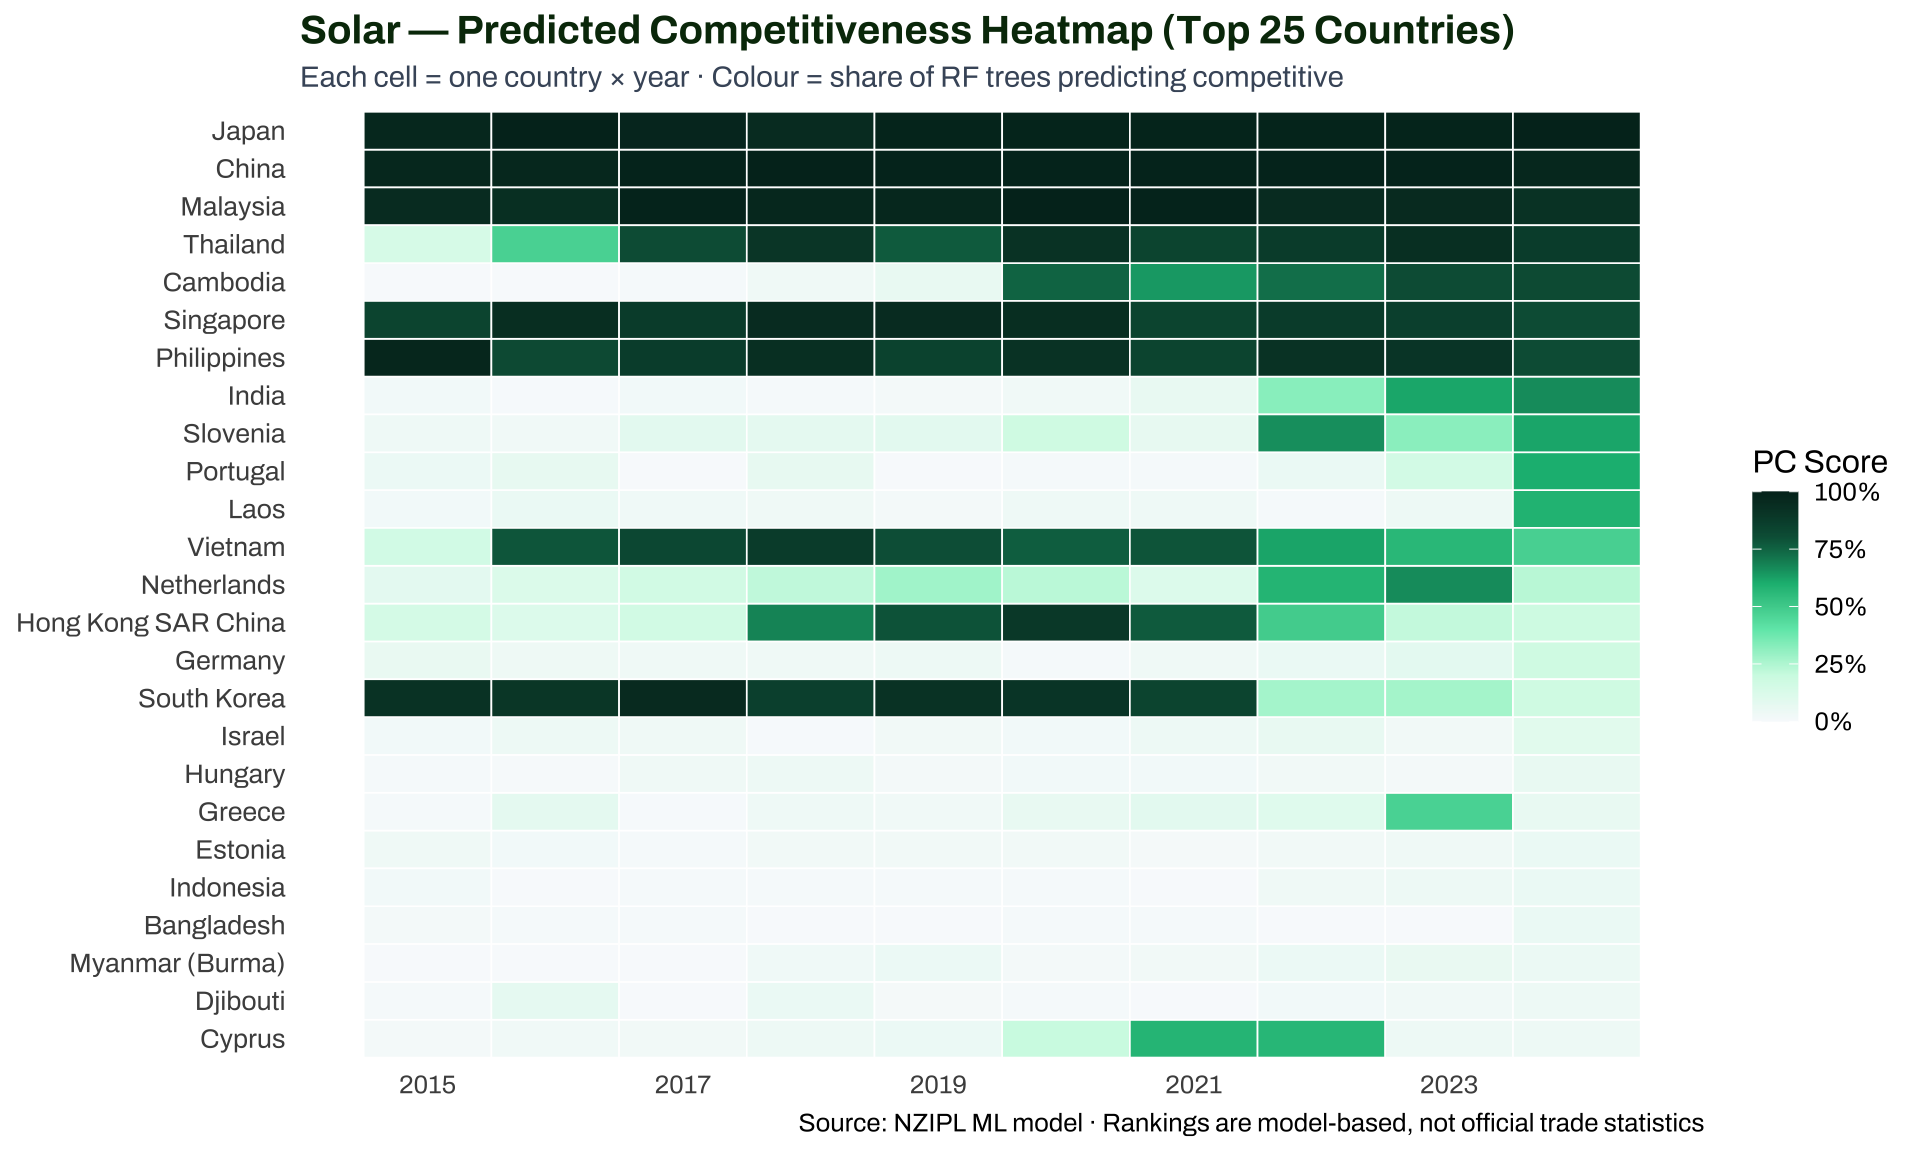 Solar — Predicted Competitiveness Heatmap (Top 25 Countries)
Each cell = one country × year · Colour = share of RF trees predicting competitive
Japan
China
Malaysia
Thailand
Cambodia
Singapore
Philippines
India
Slovenia
Portugal
Laos
Vietnam
Netherlands
Hong Kong SAR China
Germany
South Korea
Israel
Hungary
Greece
Estonia
Indonesia
Bangladesh
Myanmar (Burma)
Djibouti
Cyprus
2015 2017 2019 2021 2023
PC Score
100%
75%
50%
25%
0%
Source: NZIPL ML model · Rankings are model-based, not official trade statistics